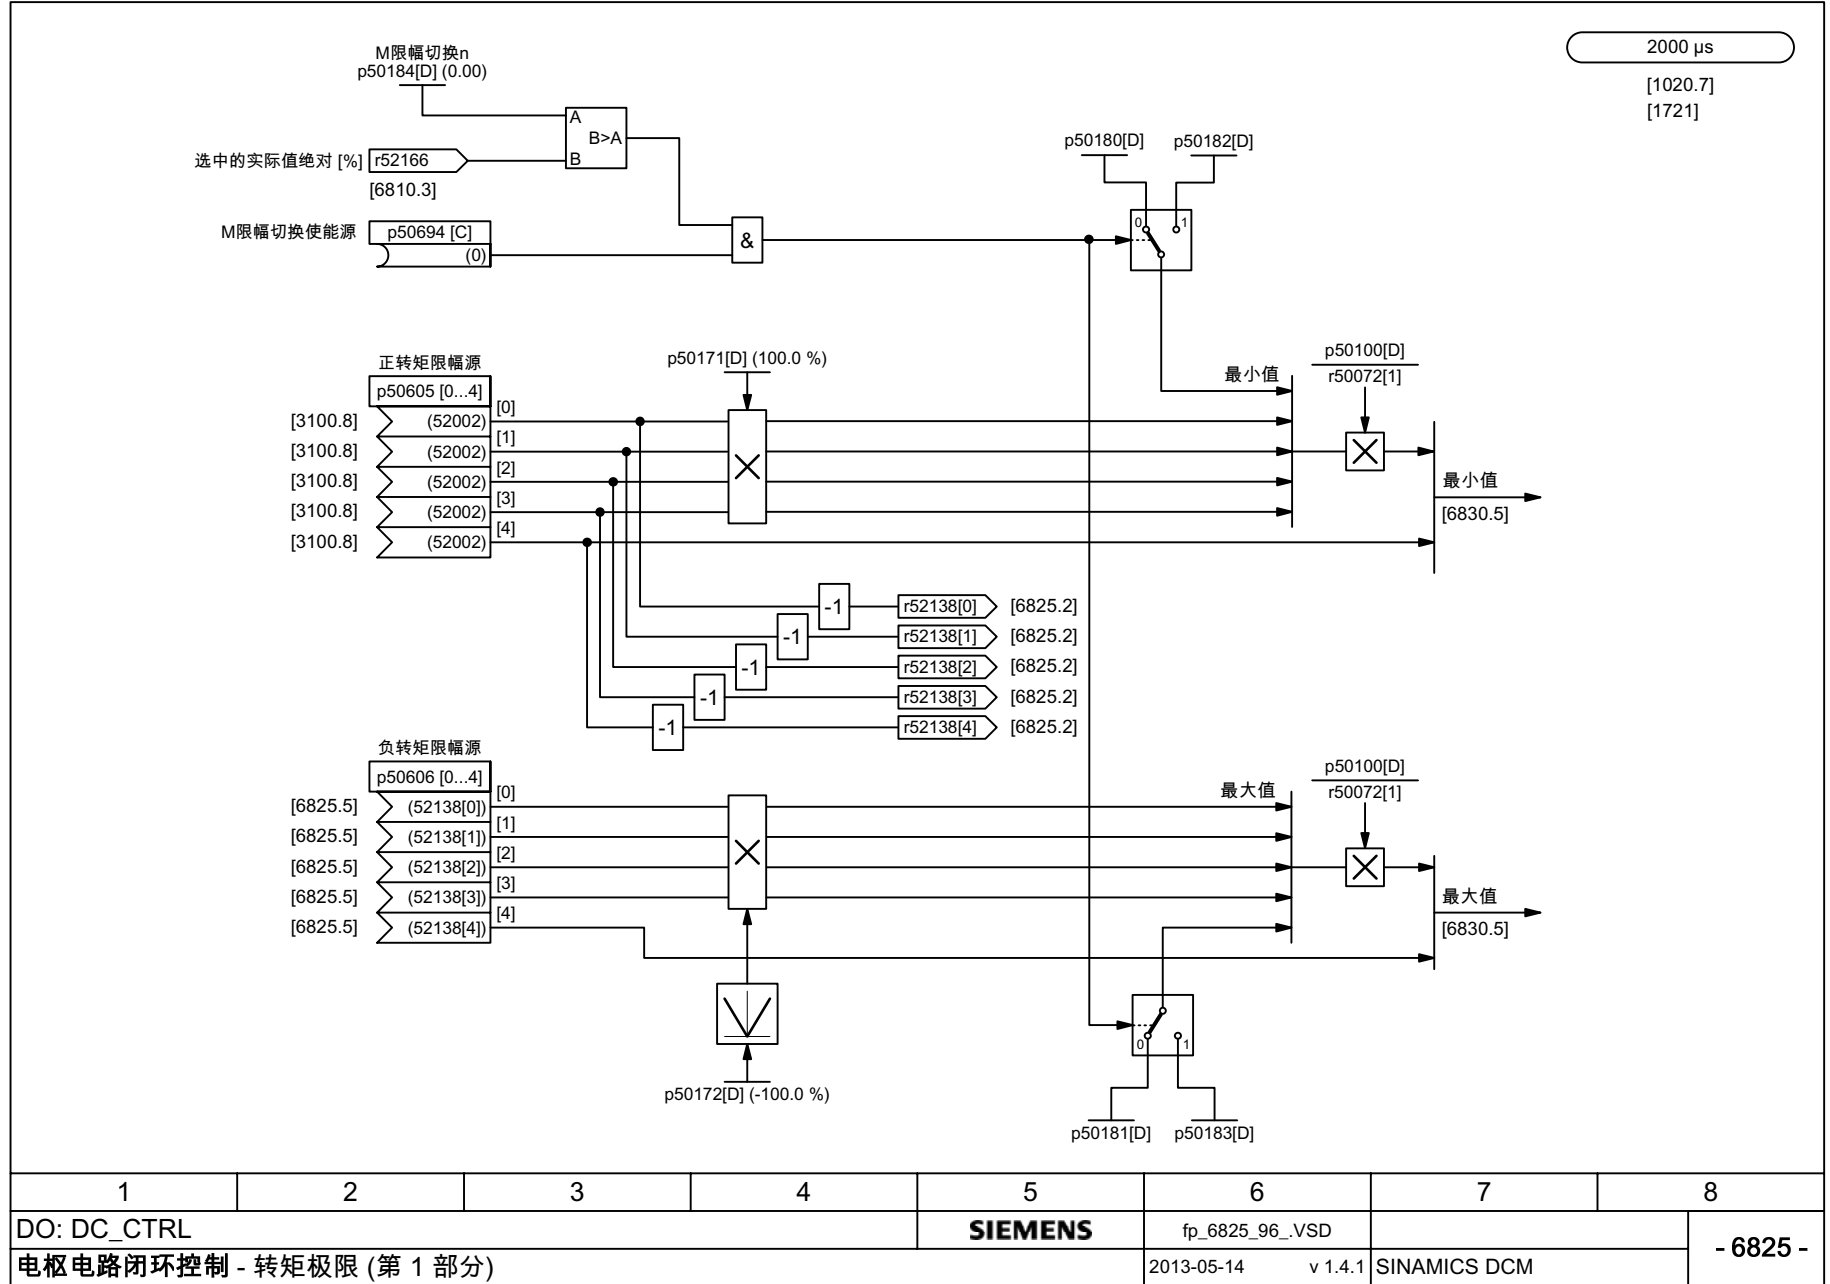 M限幅切换n
p50184[D] (0.00)
2000 µs
[1020.7]
[1721]
A
B>A
B
选中的实际值绝对 [%]
r52166
[6810.3]
M限幅切换使能源
p50694 [C]
(0)
&
p50180[D]
p50182[D]
0
1
正转矩限幅源
p50605 [0...4]
p50171[D] (100.0 %)
最小值
p50100[D]
r50072[1]
[3100.8]
(52002)
[0]
[3100.8]
(52002)
[1]
[3100.8]
(52002)
[2]
[3100.8]
(52002)
[3]
[3100.8]
(52002)
[4]
最小值
[6830.5]
-1
r52138[0]
[6825.2]
-1
r52138[1]
[6825.2]
-1
r52138[2]
[6825.2]
-1
r52138[3]
[6825.2]
-1
r52138[4]
[6825.2]
负转矩限幅源
p50606 [0...4]
最大值
p50100[D]
r50072[1]
[6825.5]
(52138[0])
[0]
[6825.5]
(52138[1])
[1]
[6825.5]
(52138[2])
[2]
[6825.5]
(52138[3])
[3]
[6825.5]
(52138[4])
[4]
最大值
[6830.5]
0
1
p50172[D] (-100.0 %)
p50181[D]
p50183[D]
1
2
3
4
5
6
7
8
DO: DC_CTRL
SIEMENS
fp_6825_96_.VSD
- 6825 -
电枢电路闭环控制 - 转矩极限 (第 1 部分)
2013-05-14
v 1.4.1
SINAMICS DCM